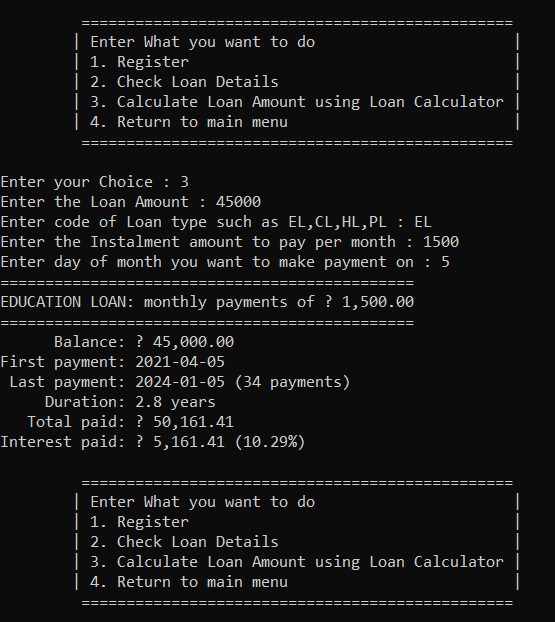 ================================================
| Enter What you want to do                      |
| 1. Register                                    |
| 2. Check Loan Details                          |
| 3. Calculate Loan Amount using Loan Calculator |
| 4. Return to main menu                         |
================================================
Enter your Choice : 3
Enter the Loan Amount : 45000
Enter code of Loan type such as EL,CL,HL,PL : EL
Enter the Instalment amount to pay per month : 1500
Enter day of month you want to make payment on : 5
==============================================
EDUCATION LOAN: monthly payments of ? 1,500.00
==============================================
Balance: ? 45,000.00
First payment: 2021-04-05
Last payment: 2024-01-05 (34 payments)
Duration: 2.8 years
Total paid: ? 50,161.41
Interest paid: ? 5,161.41 (10.29%)
================================================
| Enter What you want to do                      |
| 1. Register                                    |
| 2. Check Loan Details                          |
| 3. Calculate Loan Amount using Loan Calculator |
| 4. Return to main menu                         |
================================================